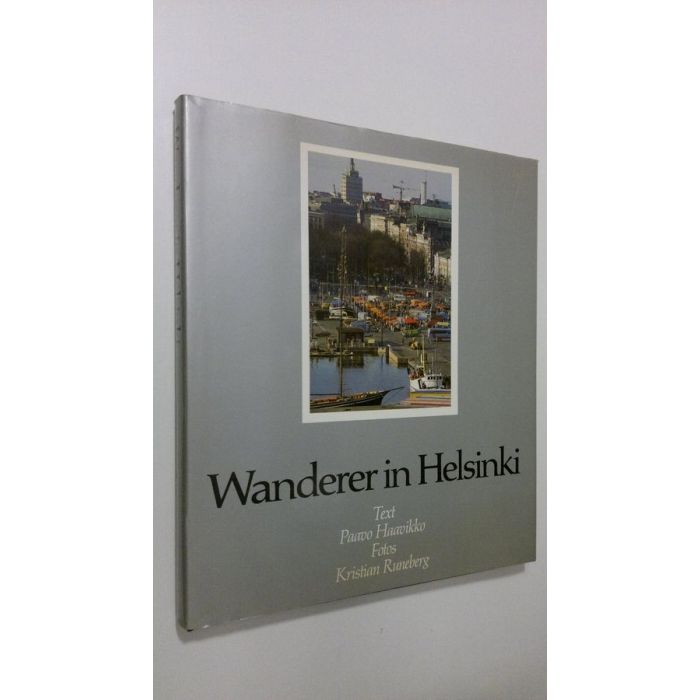 Wanderer in Helsinki
Text
Paavo Haavikko
Fotos
Kristian Runeberg